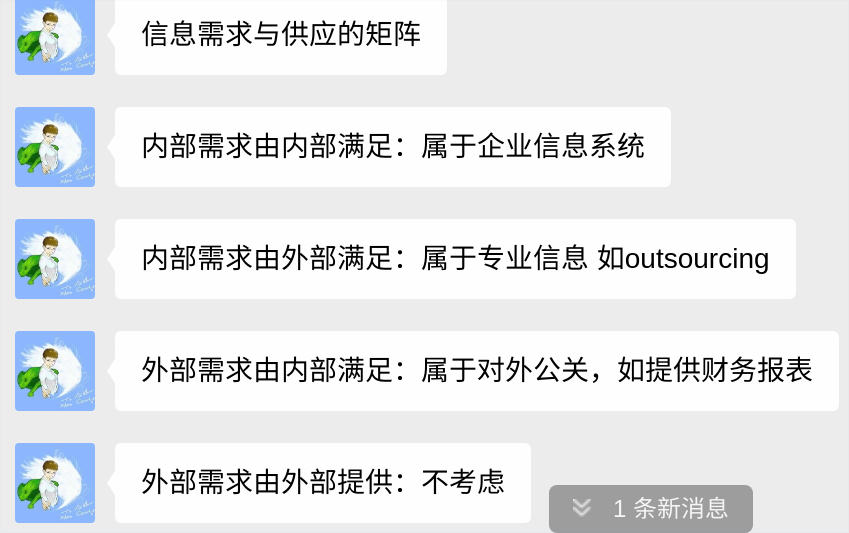 信息需求与供应的矩阵
内部需求由内部满足：属于企业信息系统
内部需求由外部满足：属于专业信息 如outsourcing
外部需求由内部满足：属于对外公关，如提供财务报表
外部需求由外部提供：不考虑
1 条新消息